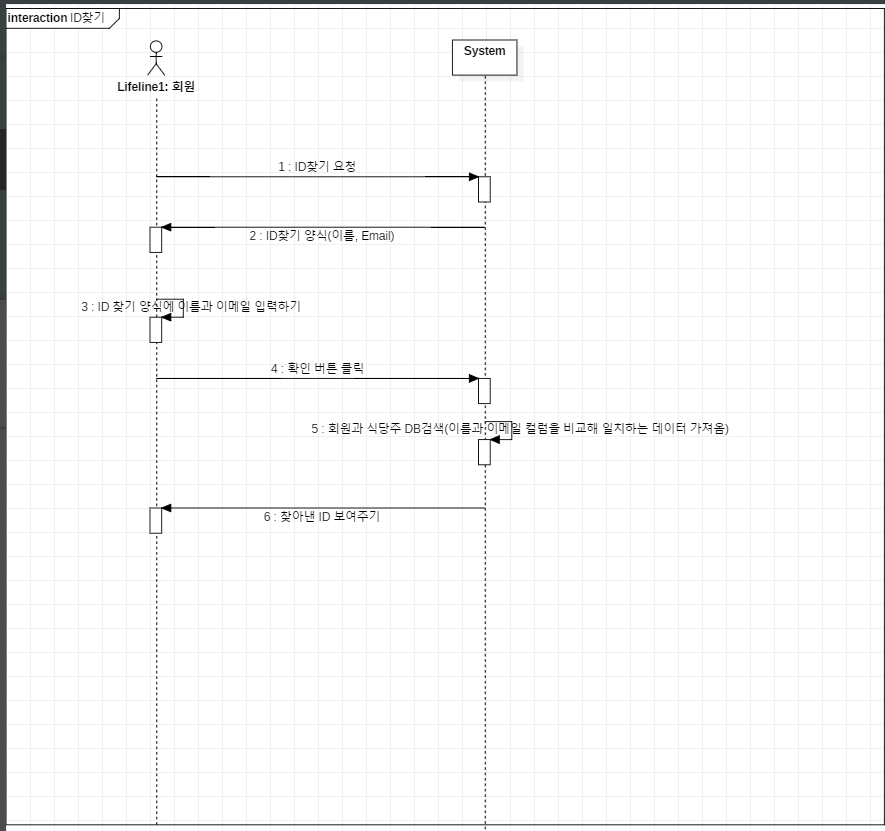 interaction ID찾기
System
Lifeline1: 회원
1 : ID찾기 요청
2 : ID찾기 양식(이름, Email)
3 : ID 찾기 양식에 이름과 이메일 입력하기
4 : 확인 버튼 클릭
5 : 회원과 식당주 DB검색(이름과 이메일 컬럼을 비교해 일치하는 데이터 가져옴)
6 : 찾아낸 ID 보여주기